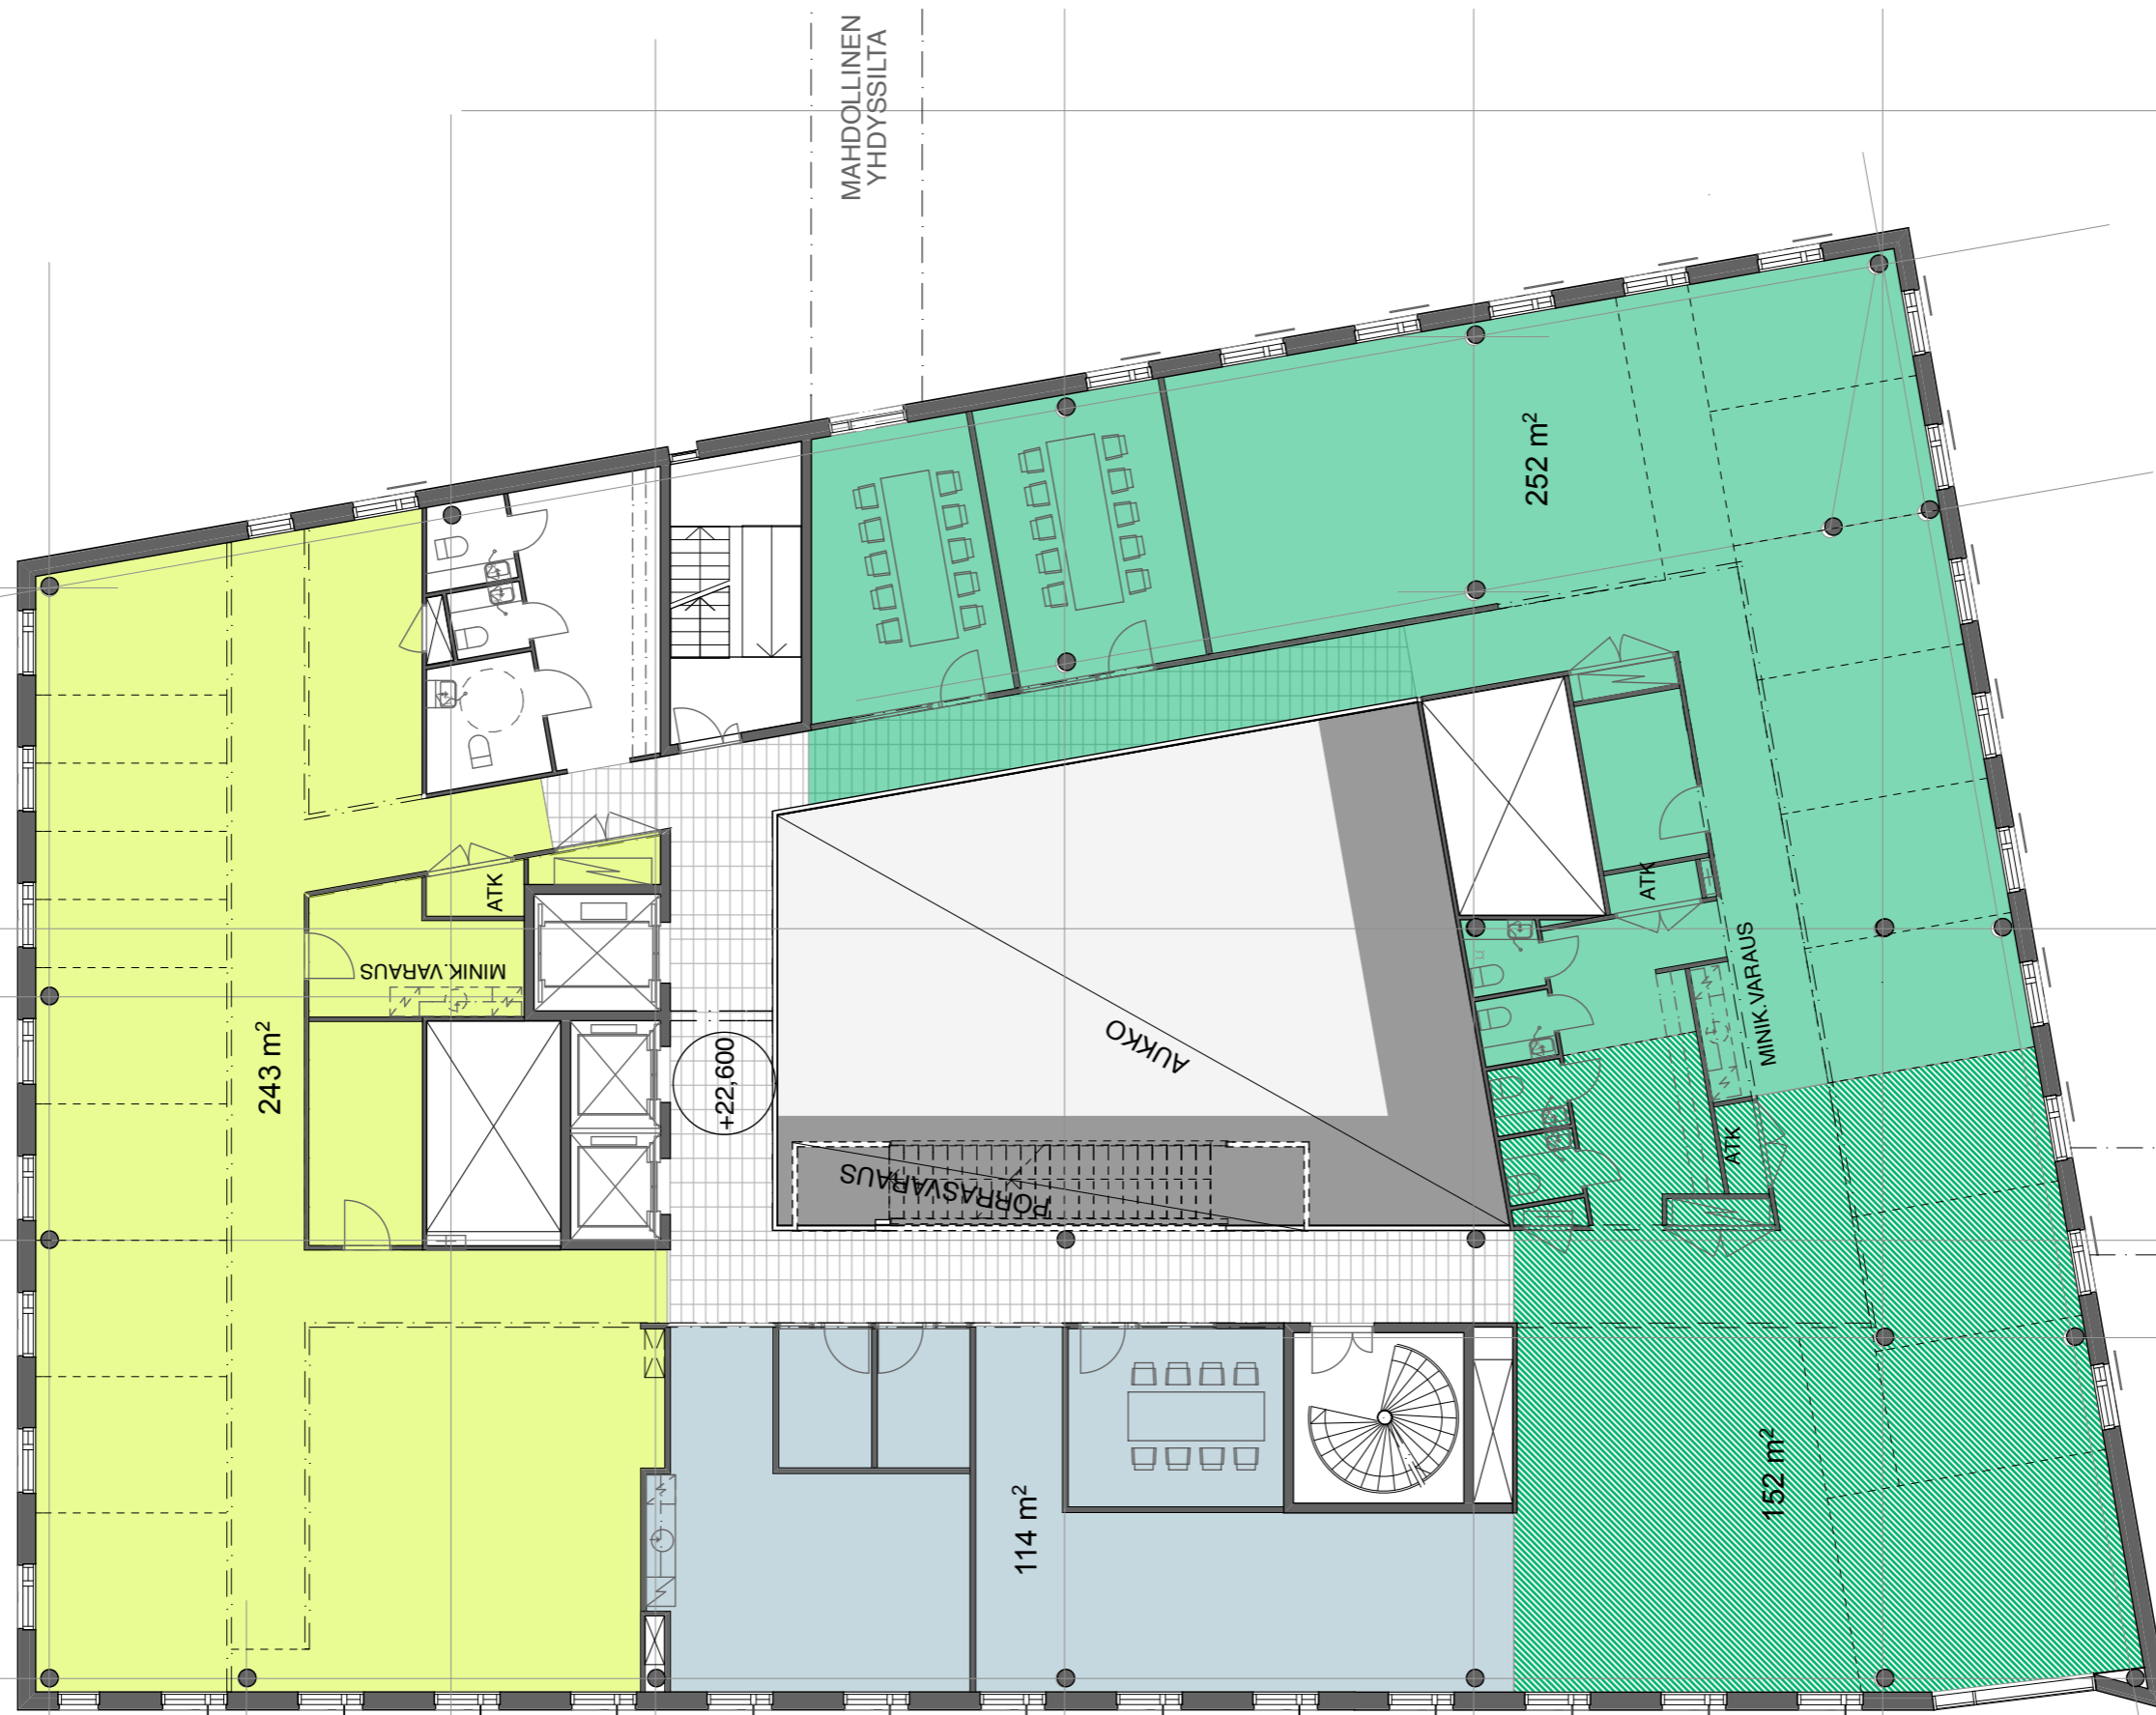 MAHDOLLINEN
YHDYSSILTA
252 m²
ATK
MINIK.VARAUS
243 m²
+22,600
AUKKO
PORRASVARAUS
ATK
MINIK.VARAUS
ATK
114 m²
152 m²